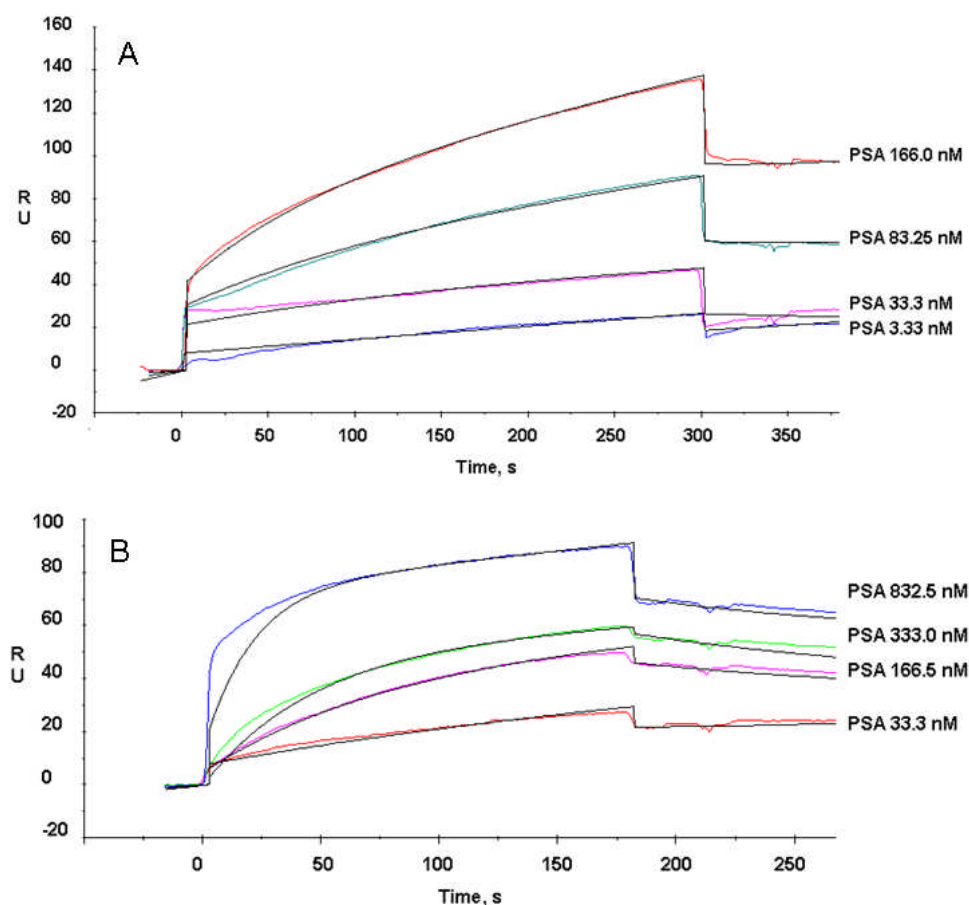 A
160
140
120
100
80
60
40
20
0
-20
R
U
0 50 100 150 200 250 300 350
Time, s
PSA 166.0 nM
PSA 83.25 nM
PSA 33.3 nM
PSA 3.33 nM
B
100
80
60
40
20
0
-20
R
U
0 50 100 150 200 250
Time, s
PSA 832.5 nM
PSA 333.0 nM
PSA 166.5 nM
PSA 33.3 nM